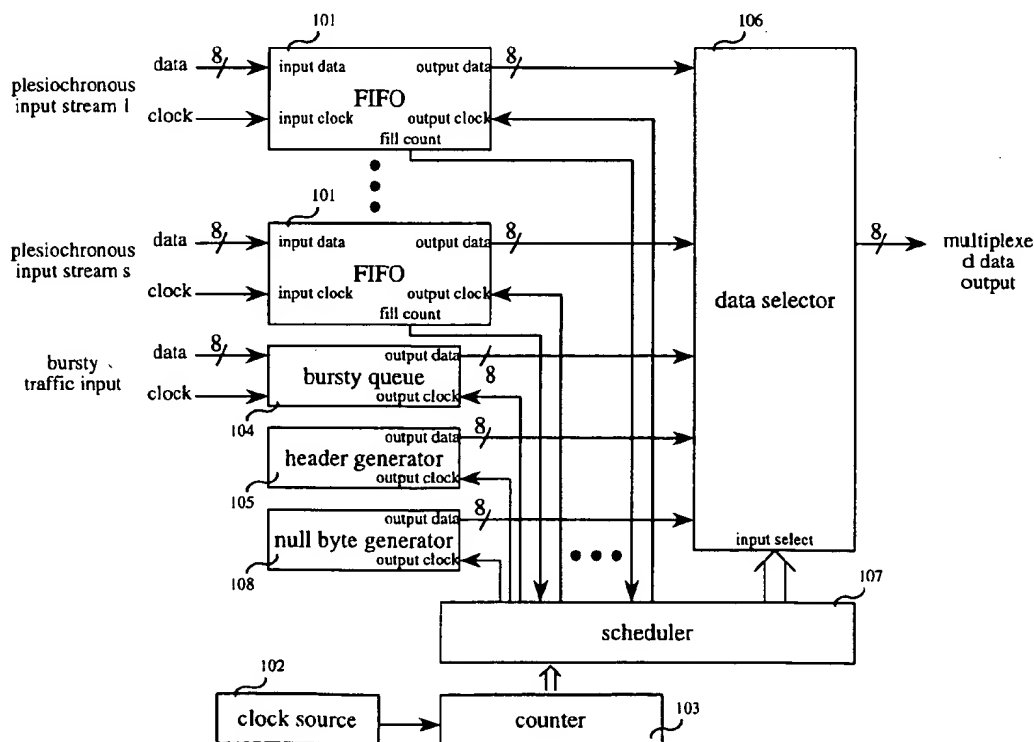 101
106
data
8
input data
output data
8
plesiochronous
input stream 1
FIFO
clock
input clock
output clock
fill count
101
data
8
input data
output data
8
plesiochronous
input stream s
FIFO
8
multiplexe
d data
output
clock
input clock
output clock
data selector
fill count
data
8
output data
bursty
traffic input
bursty queue
8
clock
output clock
104
output data
8
header generator
output clock
105
output data
8
null byte generator
input select
output clock
108
107
scheduler
102
clock source
counter
103